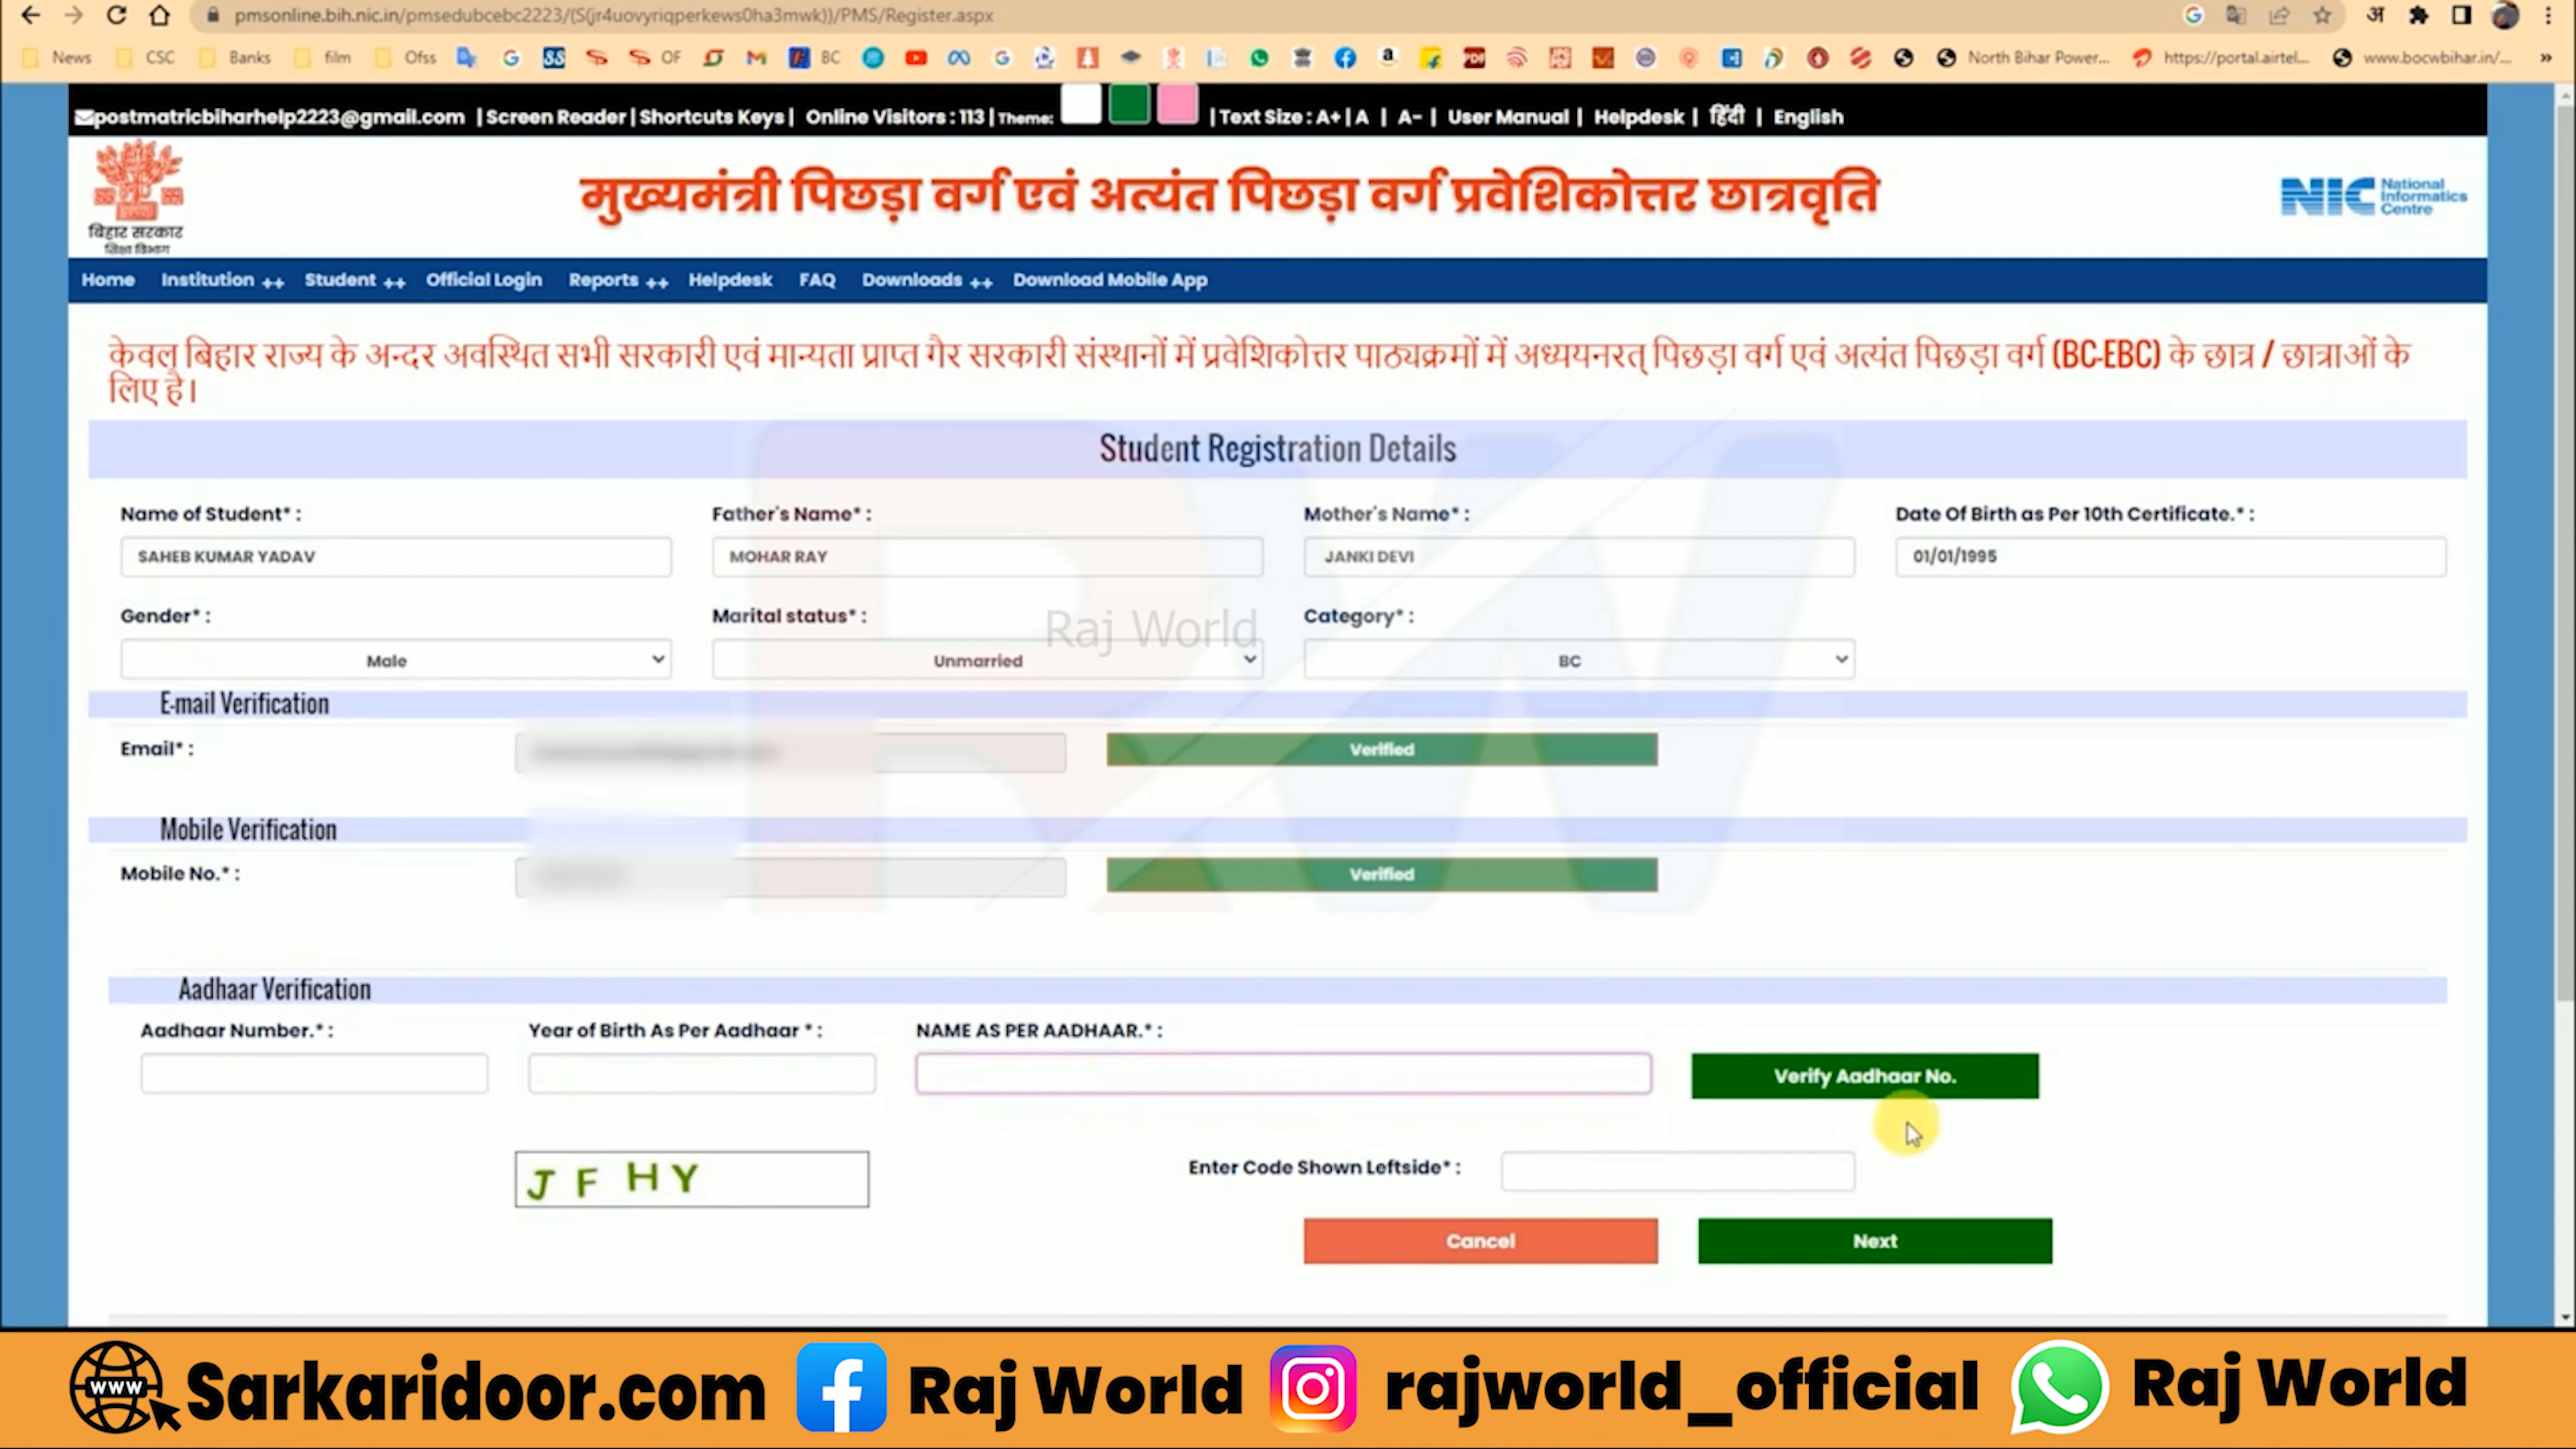 pmsonline.bih.nic.in/pmsedubcebc2223/(S(jr4uovyriqperkews0ha3mwk))/PMS/Register.aspx
News CSC Banks film Ofss OF BC North Bihar Power... https://portal.airtel... www.bocwbihar.in/... »
postmatricbiharhelp2223@gmail.com | Screen Reader | Shortcuts Keys | Online Visitors : 113 | Theme: | Text Size : A+ | A | A- | User Manual | Helpdesk | हिंदी | English
बिहार सरकार
शिक्षा विभाग
मुख्यमंत्री पिछड़ा वर्ग एवं अत्यंत पिछड़ा वर्ग प्रवेशिकोत्तर छात्रवृति
NIC National Informatics Centre
Home Institution ++ Student ++ Official Login Reports ++ Helpdesk FAQ Downloads ++ Download Mobile App
केवल बिहार राज्य के अन्दर अवस्थित सभी सरकारी एवं मान्यता प्राप्त गैर सरकारी संस्थानों में प्रवेशिकोत्तर पाठ्यक्रमों में अध्ययनरत् पिछड़ा वर्ग एवं अत्यंत पिछड़ा वर्ग (BC-EBC) के छात्र / छात्राओं के
लिए है।
Student Registration Details
Name of Student* : Father's Name* : Mother's Name* : Date Of Birth as Per 10th Certificate.* :
SAHEB KUMAR YADAV MOHAR RAY JANKI DEVI 01/01/1995
Gender* : Marital status* : Category* :
Raj World
Male Unmarried BC
E-mail Verification
Email* : Verified
Mobile Verification
Mobile No.* : Verified
Aadhaar Verification
Aadhaar Number.* : Year of Birth As Per Aadhaar * : NAME AS PER AADHAAR.* :
Verify Aadhaar No.
J F H Y Enter Code Shown Leftside* :
Cancel Next
www Sarkaridoor.com Raj World rajworld_official Raj World